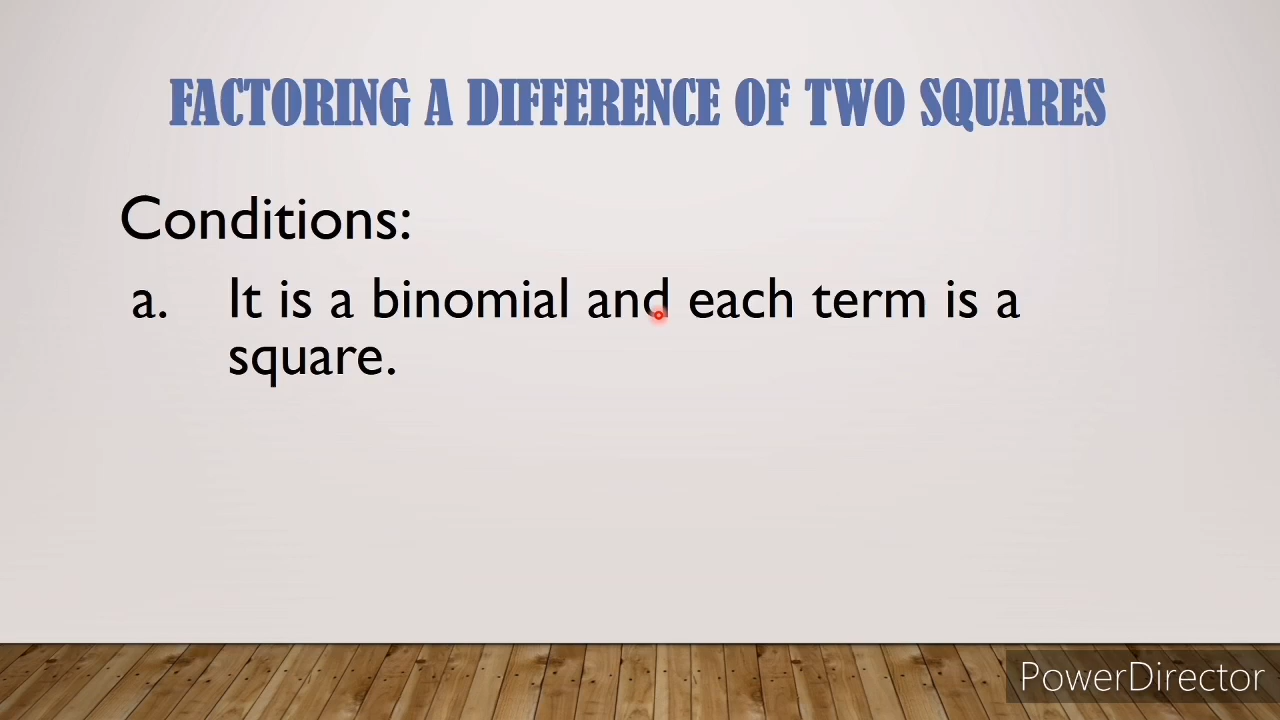 FACTORING A DIFFERENCE OF TWO SQUARES
Conditions:
a. It is a binomial and each term is a
square.
PowerDirector